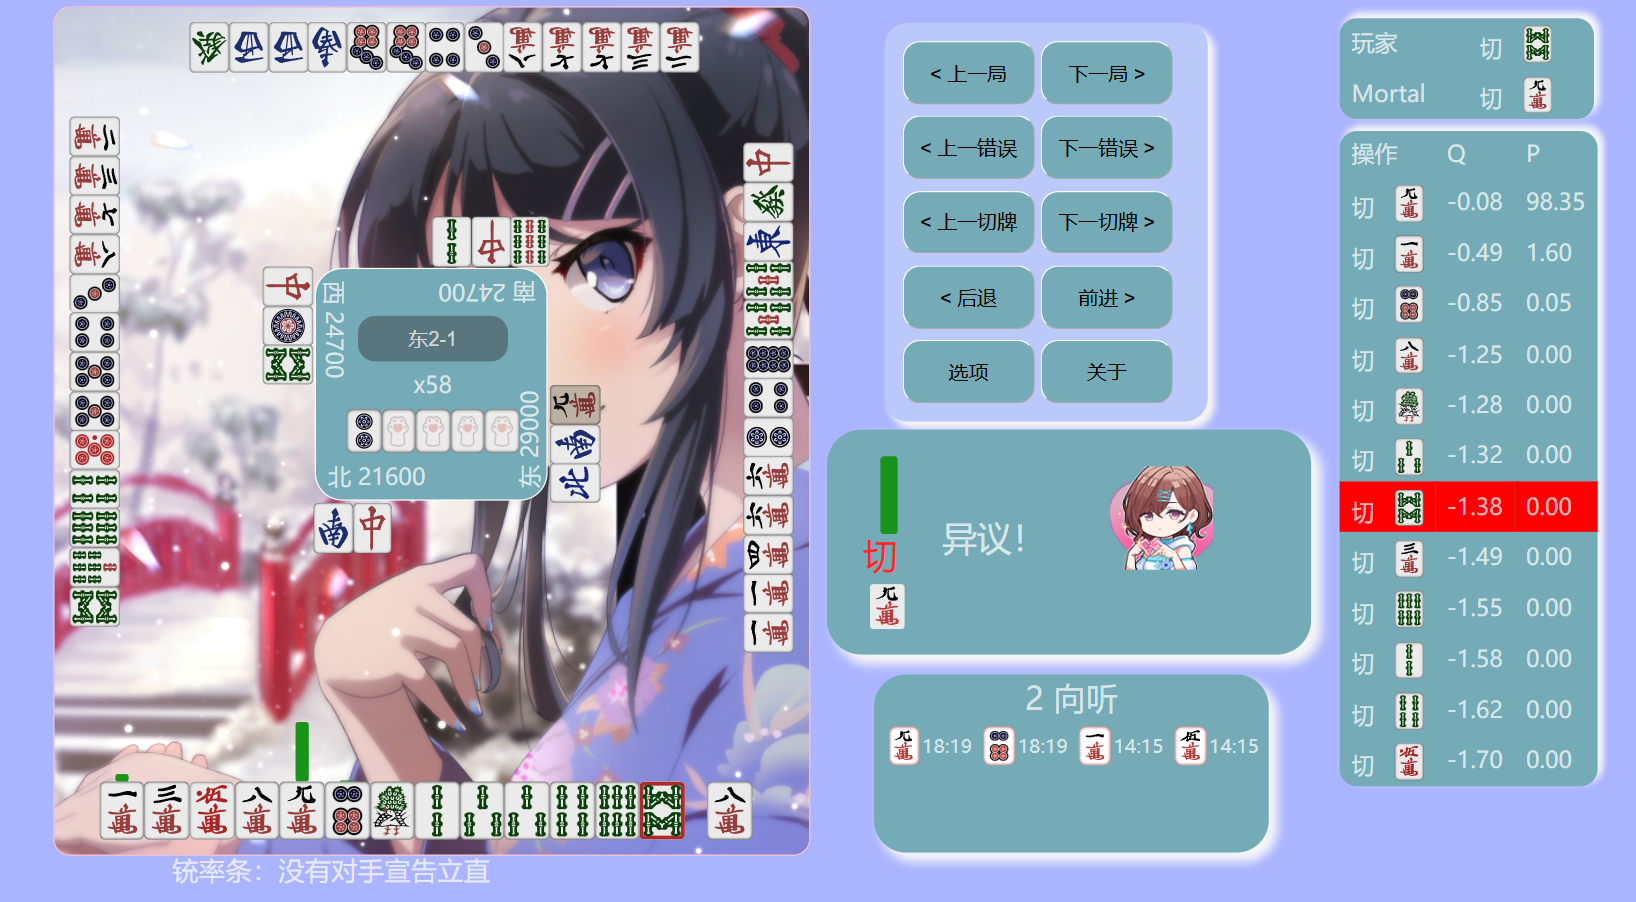 < 上一局
下一局 >
< 上一错误
下一错误 >
< 上一切牌
下一切牌 >
< 后退
前进 >
选项
关于
玩家 切
Mortal 切
操作 Q P
切 -0.08 98.35
切 -0.49 1.60
切 -0.85 0.05
切 -1.25 0.00
切 -1.28 0.00
切 -1.32 0.00
切 -1.38 0.00
切 -1.49 0.00
切 -1.55 0.00
切 -1.58 0.00
切 -1.62 0.00
切 -1.70 0.00
西 24700
南 24700
东2-1
x58
东 29000
北 21600
切
异议!
2 向听
18:19 18:19 14:15 14:15
铳率条：没有对手宣告立直